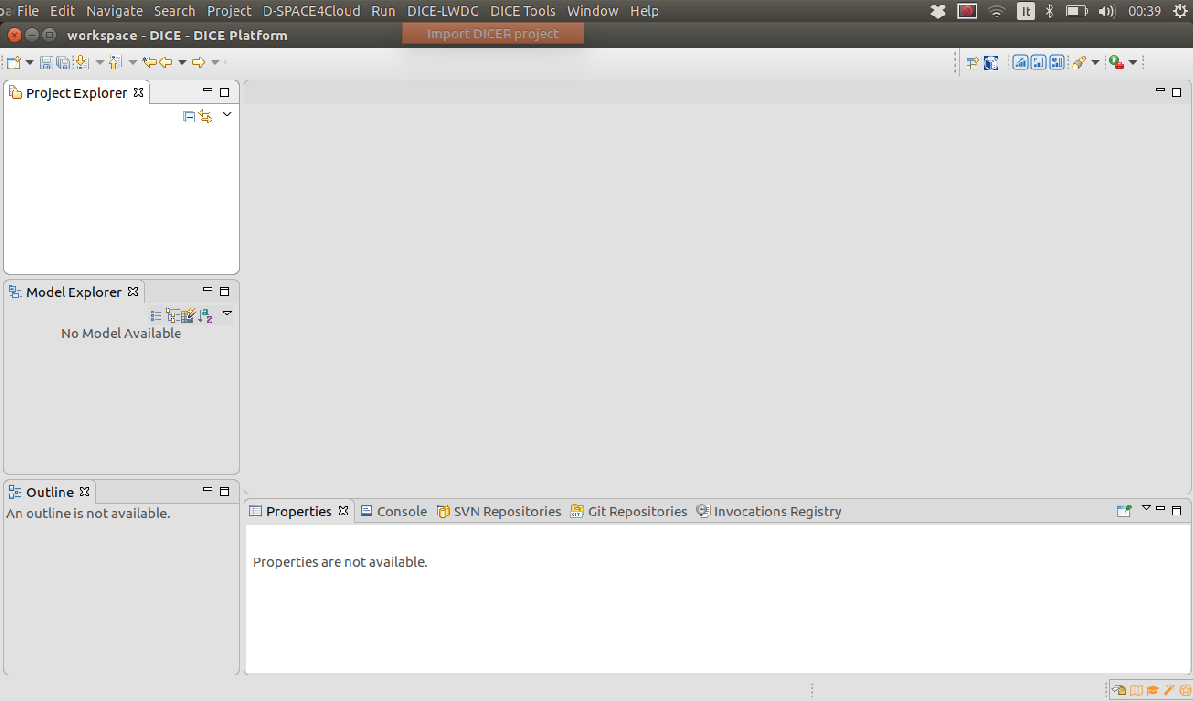 File Edit Navigate Search Project D-SPACE4Cloud Run DICE-LWDC DICE Tools Window Help It 00:39
workspace - DICE - DICE Platform
Import DICER project
Project Explorer
Model Explorer
No Model Available
Outline
An outline is not available.
Properties Console SVN Repositories Git Repositories Invocations Registry
Properties are not available.